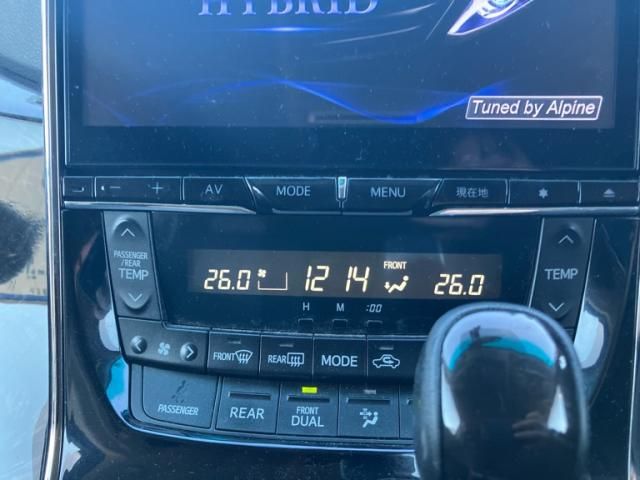 HYBRID
Tuned by Alpine
− + AV MODE MENU 現在地
PASSENGER
/REAR
TEMP
26.0 12 14 FRONT 26.0
TEMP
H M :00
FRONT REAR MODE
PASSENGER
REAR
FRONT
DUAL